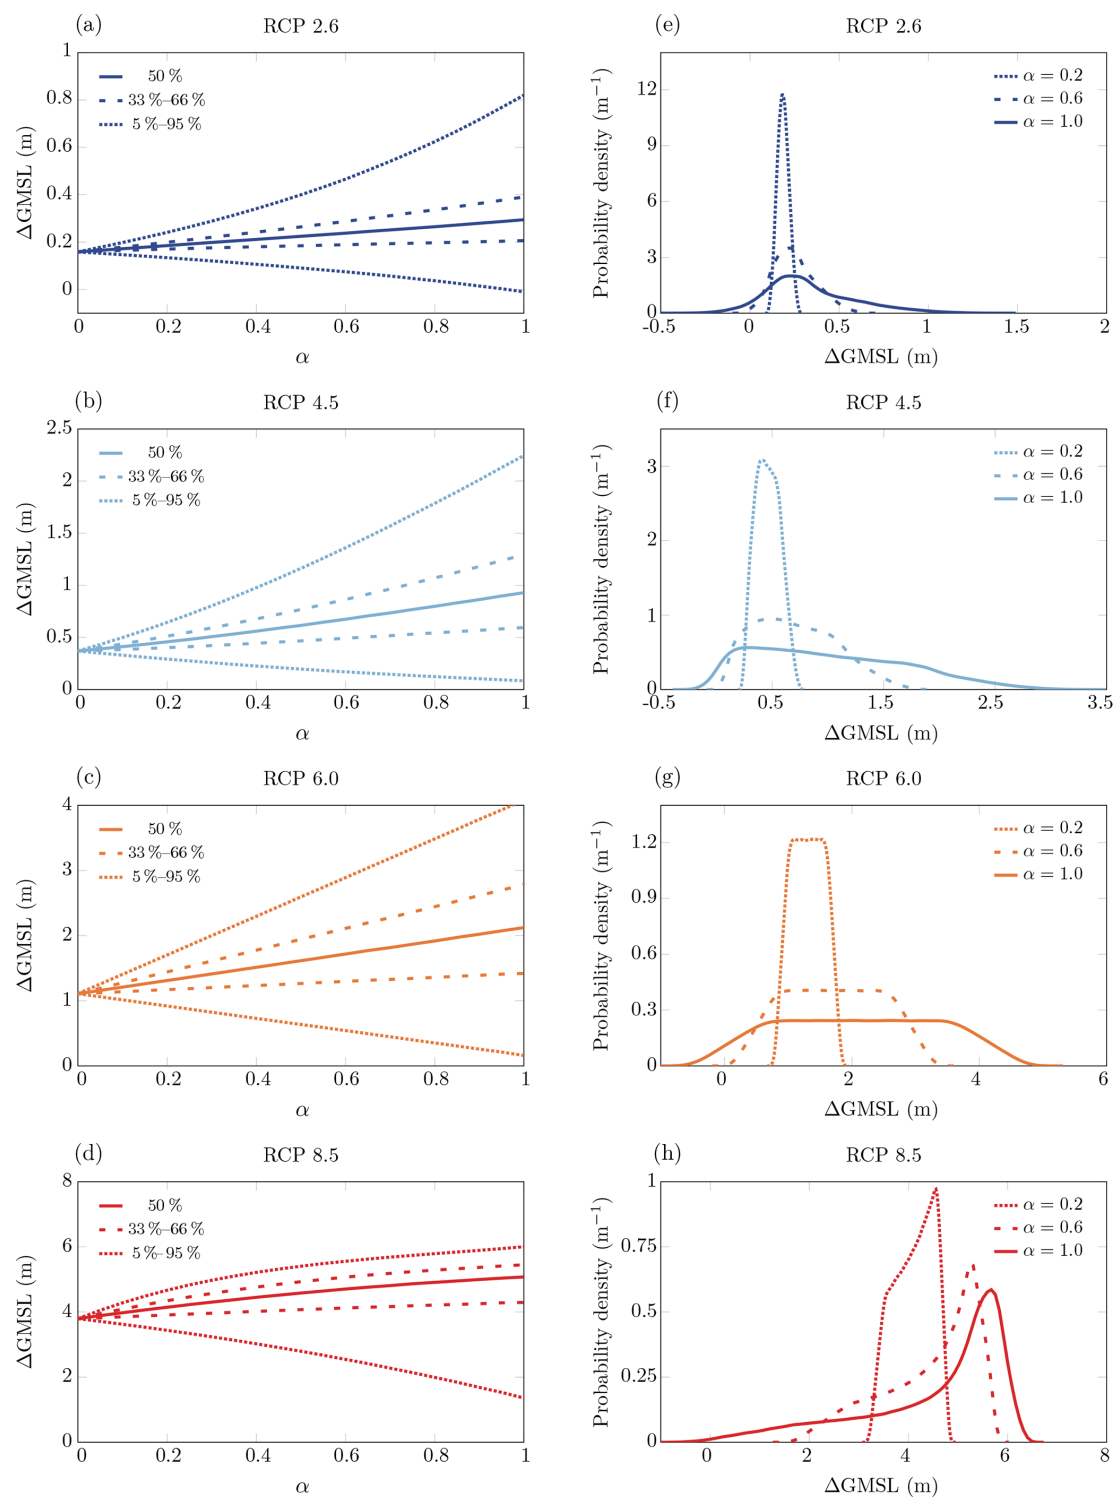 (a) RCP 2.6
1
0.8
0.6
0.4
0.2
0
ΔGMSL (m)
50 %
33 %–66 %
5 %–95 %
0 0.2 0.4 0.6 0.8 1
α
(e) RCP 2.6
12
9
6
3
0
Probability density (m⁻¹)
α = 0.2
α = 0.6
α = 1.0
-0.5 0 0.5 1 1.5 2
ΔGMSL (m)
(b) RCP 4.5
2.5
2
1.5
1
0.5
0
ΔGMSL (m)
50 %
33 %–66 %
5 %–95 %
0 0.2 0.4 0.6 0.8 1
α
(f) RCP 4.5
3
2
1
0
Probability density (m⁻¹)
α = 0.2
α = 0.6
α = 1.0
-0.5 0.5 1.5 2.5 3.5
ΔGMSL (m)
(c) RCP 6.0
4
3
2
1
0
ΔGMSL (m)
50 %
33 %–66 %
5 %–95 %
0 0.2 0.4 0.6 0.8 1
α
(g) RCP 6.0
1.2
0.9
0.6
0.3
0
Probability density (m⁻¹)
α = 0.2
α = 0.6
α = 1.0
0 2 4 6
ΔGMSL (m)
(d) RCP 8.5
8
6
4
2
0
ΔGMSL (m)
50 %
33 %–66 %
5 %–95 %
0 0.2 0.4 0.6 0.8 1
α
(h) RCP 8.5
1
0.75
0.5
0.25
0
Probability density (m⁻¹)
α = 0.2
α = 0.6
α = 1.0
0 2 4 6 8
ΔGMSL (m)